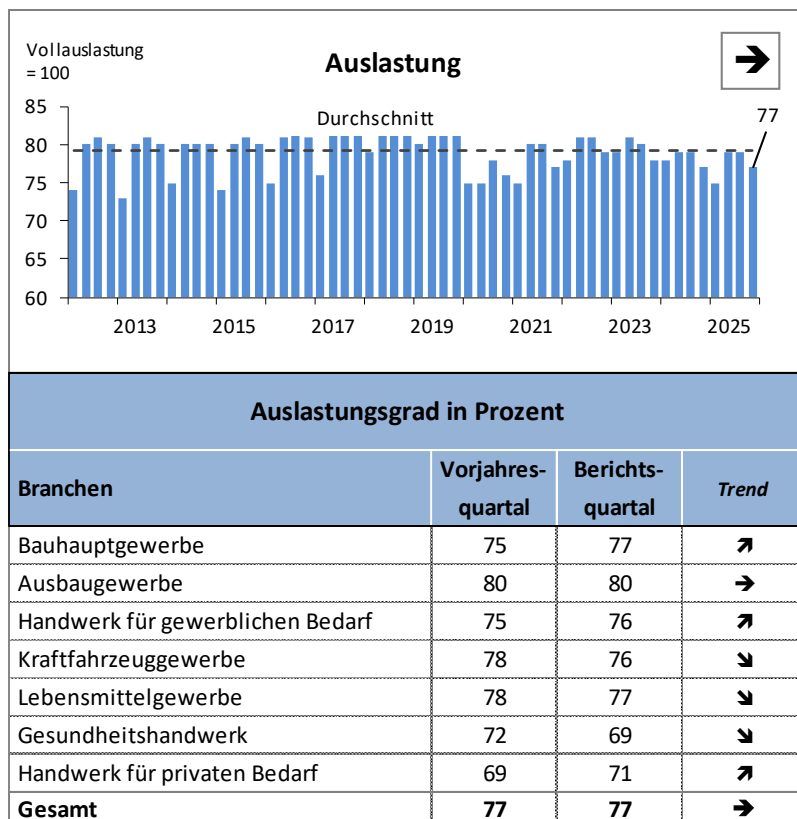 Vollauslastung
= 100
Auslastung
➔
85
80
75
70
65
60
Durchschnitt
77
2013 2015 2017 2019 2021 2023 2025
Auslastungsgrad in Prozent
Branchen Vorjahres-quartal Berichts-quartal Trend
Bauhauptgewerbe 75 77 ➚
Ausbaugewerbe 80 80 ➔
Handwerk für gewerblichen Bedarf 75 76 ➚
Kraftfahrzeuggewerbe 78 76 ➘
Lebensmittelgewerbe 78 77 ➘
Gesundheitshandwerk 72 69 ➘
Handwerk für privaten Bedarf 69 71 ➚
Gesamt 77 77 ➔